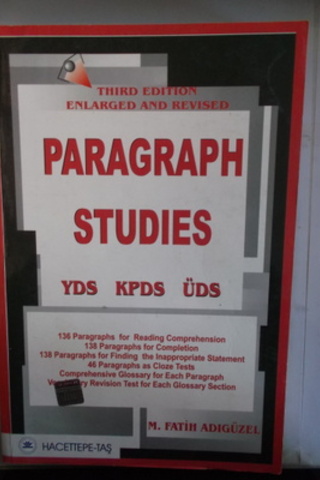 THIRD EDITION
ENLARGED AND REVISED
PARAGRAPH
STUDIES
YDS KPDS ÜDS
136 Paragraphs for Reading Comprehension
138 Paragraphs for Completion
138 Paragraphs for Finding the Inappropriate Statement
46 Paragraphs as Cloze Tests
Comprehensive Glossary for Each Paragraph
Vocabulary Revision Test for Each Glossary Section
M. FATİH ADIGÜZEL
HACETTEPE-TAŞ